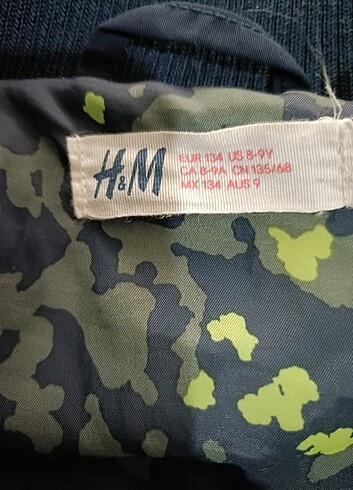 H&M
EUR 134 US 8-9Y
CA 8-9A CN 135/68
MX 134 AUS 9